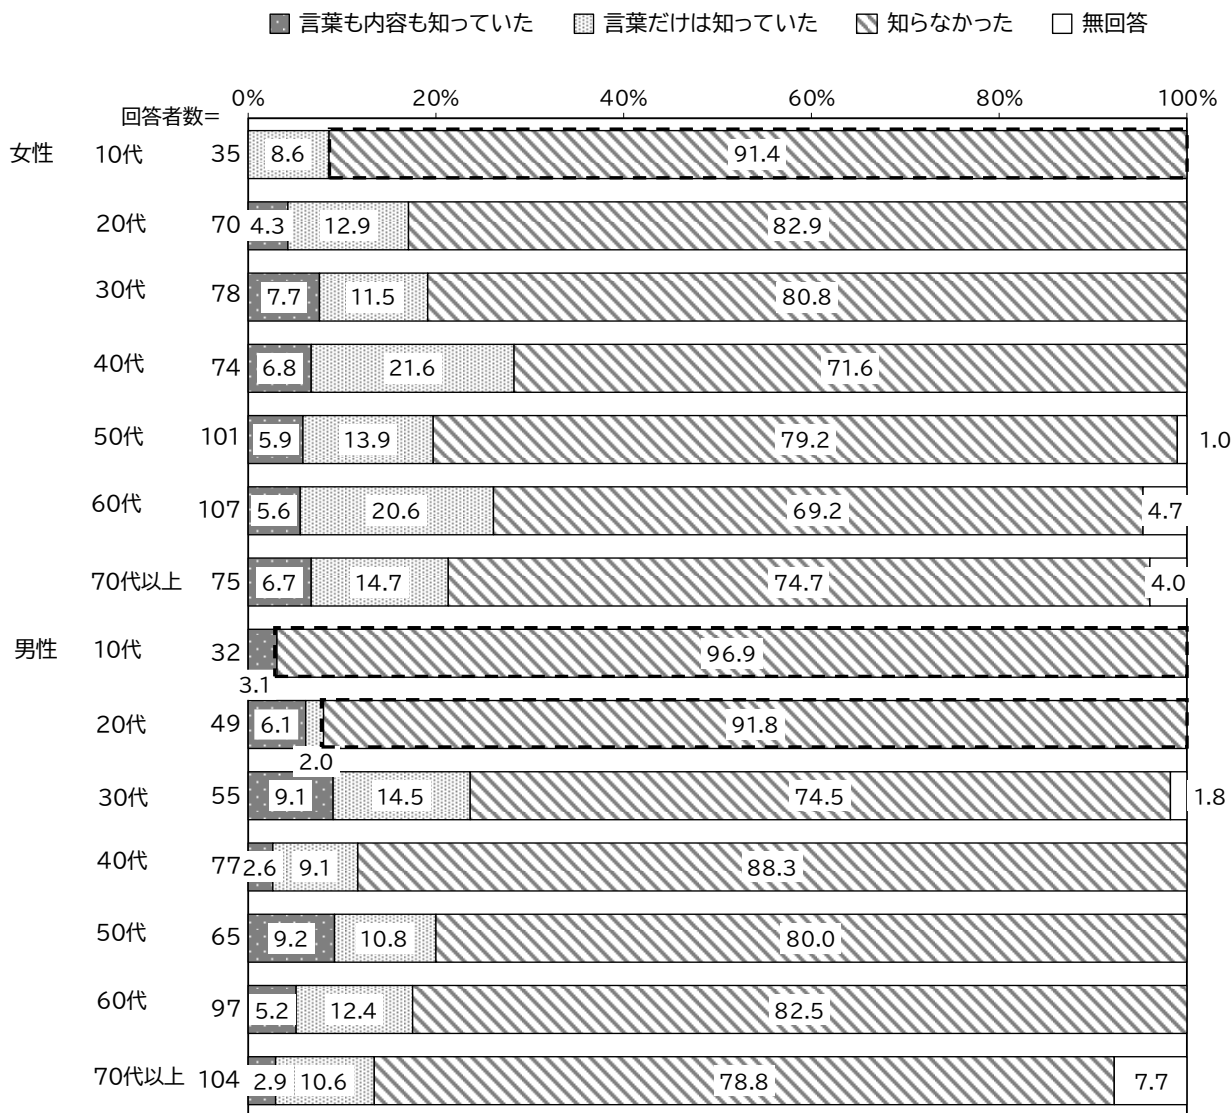 言葉も内容も知っていた 言葉だけは知っていた 知らなかった 無回答
0% 20% 40% 60% 80% 100%
回答者数=
女性 10代 35 8.6 91.4
20代 70 4.3 12.9 82.9
30代 78 7.7 11.5 80.8
40代 74 6.8 21.6 71.6
50代 101 5.9 13.9 79.2 1.0
60代 107 5.6 20.6 69.2 4.7
70代以上 75 6.7 14.7 74.7 4.0
男性 10代 32 96.9
3.1
20代 49 6.1 91.8
2.0
30代 55 9.1 14.5 74.5 1.8
40代 77 2.6 9.1 88.3
50代 65 9.2 10.8 80.0
60代 97 5.2 12.4 82.5
70代以上 104 2.9 10.6 78.8 7.7